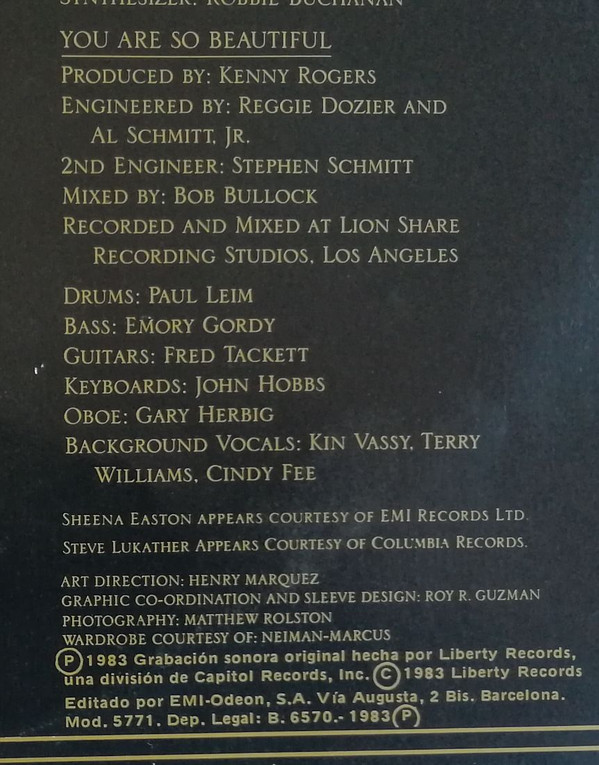 SYNTHESIZER: ROBBIE BUCHANAN
YOU ARE SO BEAUTIFUL
PRODUCED BY: KENNY ROGERS
ENGINEERED BY: REGGIE DOZIER AND
AL SCHMITT, JR.
2ND ENGINEER: STEPHEN SCHMITT
MIXED BY: BOB BULLOCK
RECORDED AND MIXED AT LION SHARE
RECORDING STUDIOS, LOS ANGELES
DRUMS: PAUL LEIM
BASS: EMORY GORDY
GUITARS: FRED TACKETT
KEYBOARDS: JOHN HOBBS
OBOE: GARY HERBIG
BACKGROUND VOCALS: KIN VASSY, TERRY
WILLIAMS, CINDY FEE
SHEENA EASTON APPEARS COURTESY OF EMI RECORDS LTD.
STEVE LUKATHER APPEARS COURTESY OF COLUMBIA RECORDS.
ART DIRECTION: HENRY MARQUEZ
GRAPHIC CO-ORDINATION AND SLEEVE DESIGN: ROY R. GUZMAN
PHOTOGRAPHY: MATTHEW ROLSTON
WARDROBE COURTESY OF: NEIMAN-MARCUS
Ⓟ 1983 Grabación sonora original hecha por Liberty Records,
una división de Capitol Records, Inc. © 1983 Liberty Records
Editado por EMI-Odeon, S.A. Vía Augusta, 2 Bis. Barcelona.
Mod. 5771. Dep. Legal: B. 6570.- 1983 Ⓟ